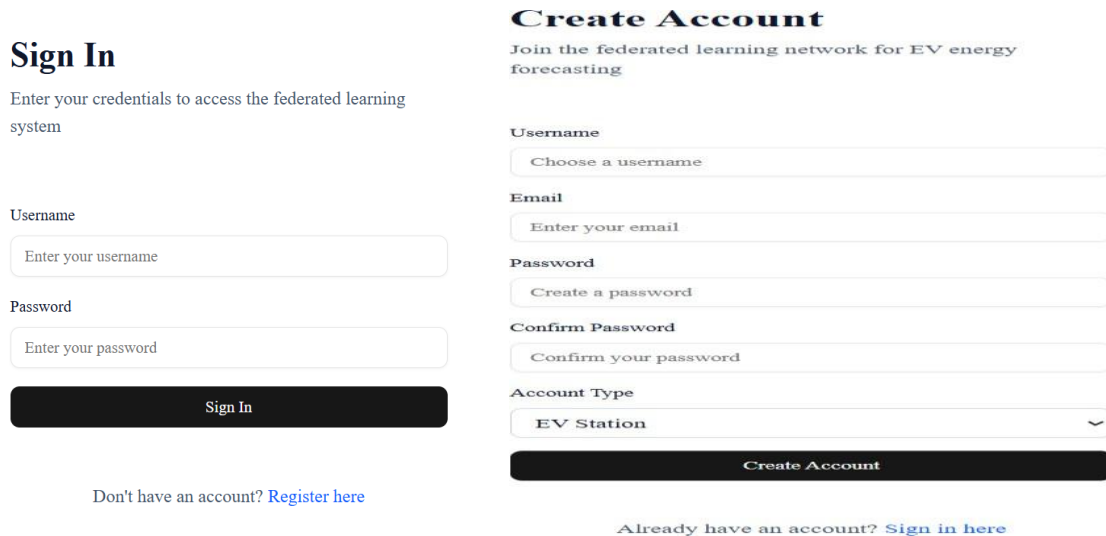 Sign In
Enter your credentials to access the federated learning
system
Username
Enter your username
Password
Enter your password
Sign In
Don't have an account? Register here
Create Account
Join the federated learning network for EV energy
forecasting
Username
Choose a username
Email
Enter your email
Password
Create a password
Confirm Password
Confirm your password
Account Type
EV Station
Create Account
Already have an account? Sign in here